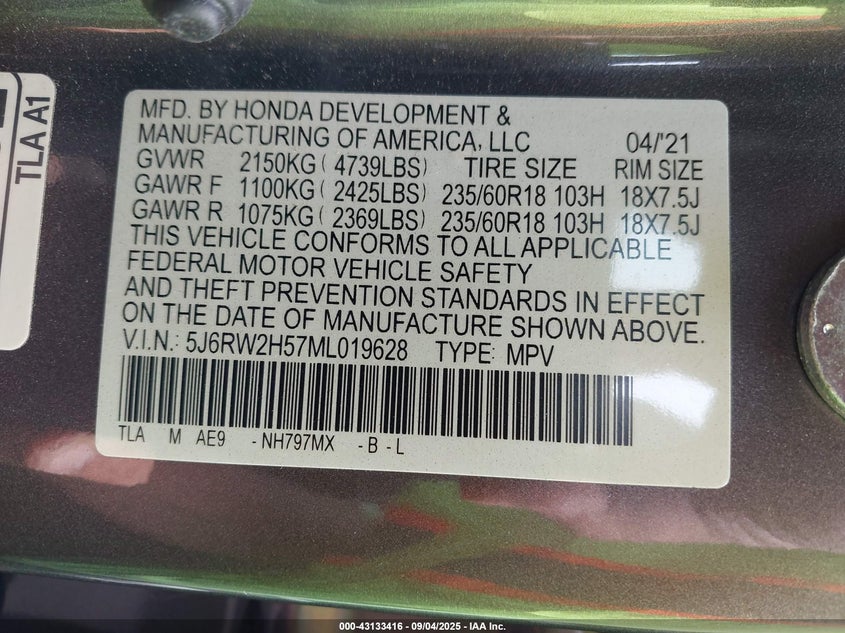 TLA A1
MFD. BY HONDA DEVELOPMENT &
MANUFACTURING OF AMERICA, LLC 04/'21
GVWR 2150KG ( 4739LBS) TIRE SIZE RIM SIZE
GAWR F 1100KG ( 2425LBS) 235/60R18 103H 18X7.5J
GAWR R 1075KG ( 2369LBS) 235/60R18 103H 18X7.5J
THIS VEHICLE CONFORMS TO ALL APPLICABLE
FEDERAL MOTOR VEHICLE SAFETY
AND THEFT PREVENTION STANDARDS IN EFFECT
ON THE DATE OF MANUFACTURE SHOWN ABOVE.
V.I.N.: 5J6RW2H57ML019628 TYPE: MPV
TLA M AE9 - NH797MX - B - L
000-43133416 - 09/04/2025 - IAA Inc.